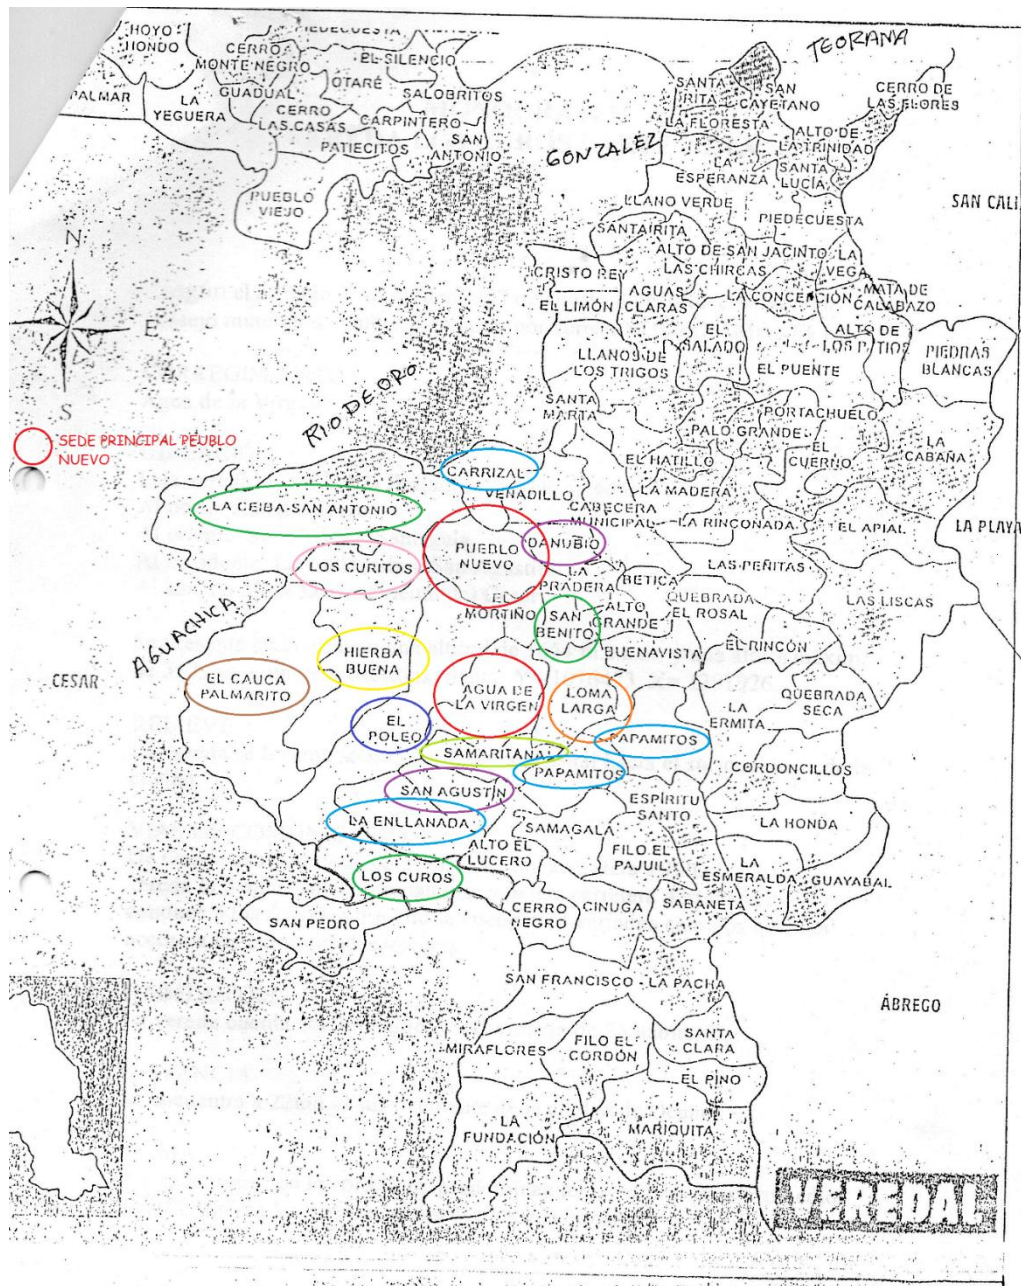 HOYO
HONDO
PIEDECUESTA
CERRO
MONTE NEGRO
EL SILENCIO
OTARÉ
PALMAR
LA
YEGUERA
GUADUAL
SALOBRITOS
CERRO
LAS CASAS
CARPINTERO
PATIECITOS
SAN
ANTONIO
PUEBLO
VIEJO
TEORAMA
SANTA
RITA
SAN
CAYETANO
CERRO DE
LAS FLORES
LA FLORESTA
GONZALEZ
ALTO DE
LA TRINIDAD
LA
ESPERANZA
SANTA
LUCÍA
SAN CALI
LLANO VERDE
PIEDECUESTA
SANTA RITA
N
E
S
ALTO DE SAN JACINTO
LA
VEGA
CRISTO REY
LAS CHIRCAS
EL LIMÓN
AGUAS
CLARAS
LA CONCEPCIÓN
MATA DE
CALABAZO
EL
SALADO
ALTO DE
LOS PATIOS
LLANOS DE
LOS TRIGOS
EL PUENTE
PIEDRAS
BLANCAS
RIO DE ORO
SANTA
MARTA
PORTACHUELO
PALO GRANDE
SEDE PRINCIPAL PEUBLO
NUEVO
CARRIZAL
EL HATILLO
EL
CUERNO
LA
CABAÑA
VENADILLO
LA MADERA
LA CEIBA-SAN ANTONIO
CABECERA
MUNICIPAL
LA RINCONADA
EL APIAL
LA PLAYA
PUEBLO
NUEVO
DANUBIO
LOS CURITOS
LAS PEÑITAS
LA
PRADERA
BETICA
EL
MORTIÑO
SAN
BENITO
ALTO
GRANDE
QUEBRADA
EL ROSAL
LAS LISCAS
AGUACHICA
HIERBA
BUENA
BUENAVISTA
EL RINCÓN
CESAR
EL CAUCA
PALMARITO
AGUA DE
LA VIRGEN
LOMA
LARGA
QUEBRADA
SECA
LA
ERMITA
EL
POLEO
PAPAMITOS
SAMARITANA
PAPAMITOS
CORDONCILLOS
SAN AGUSTÍN
ESPÍRITU
SANTO
LA ENLLANADA
SAMAGALA
LA HONDA
ALTO EL
LUCERO
FILO EL
PAJUIL
LOS CUROS
LA
ESMERALDA
GUAYABAL
SAN PEDRO
CERRO
NEGRO
CINUGA
SABANETA
SAN FRANCISCO - LA PACHA
ÁBREGO
MIRAFLORES
FILO EL
CORDÓN
SANTA
CLARA
EL PINO
LA
FUNDACIÓN
MARIQUITA
VEREDAL